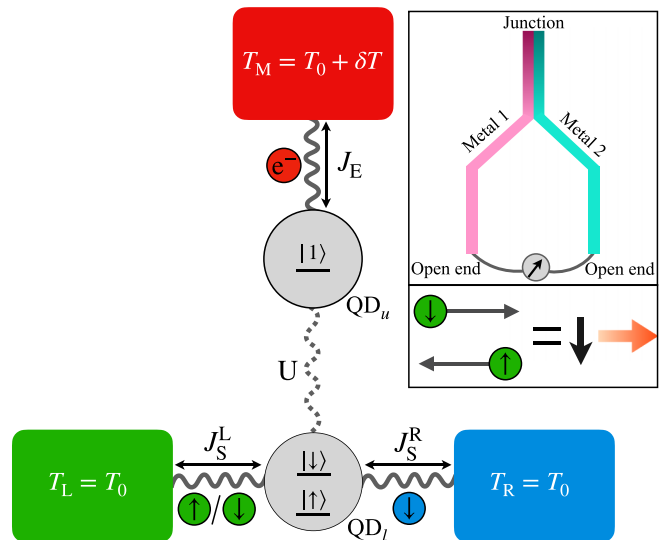 T_M = T_0 + δT
e⁻
J_E
|1⟩
QD_u
U
T_L = T_0
J_S^L
↑/↓
|↓⟩
|↑⟩
QD_l
J_S^R
↓
T_R = T_0
Junction
Metal 1
Metal 2
Open end
Open end
↓
↑
= ↓